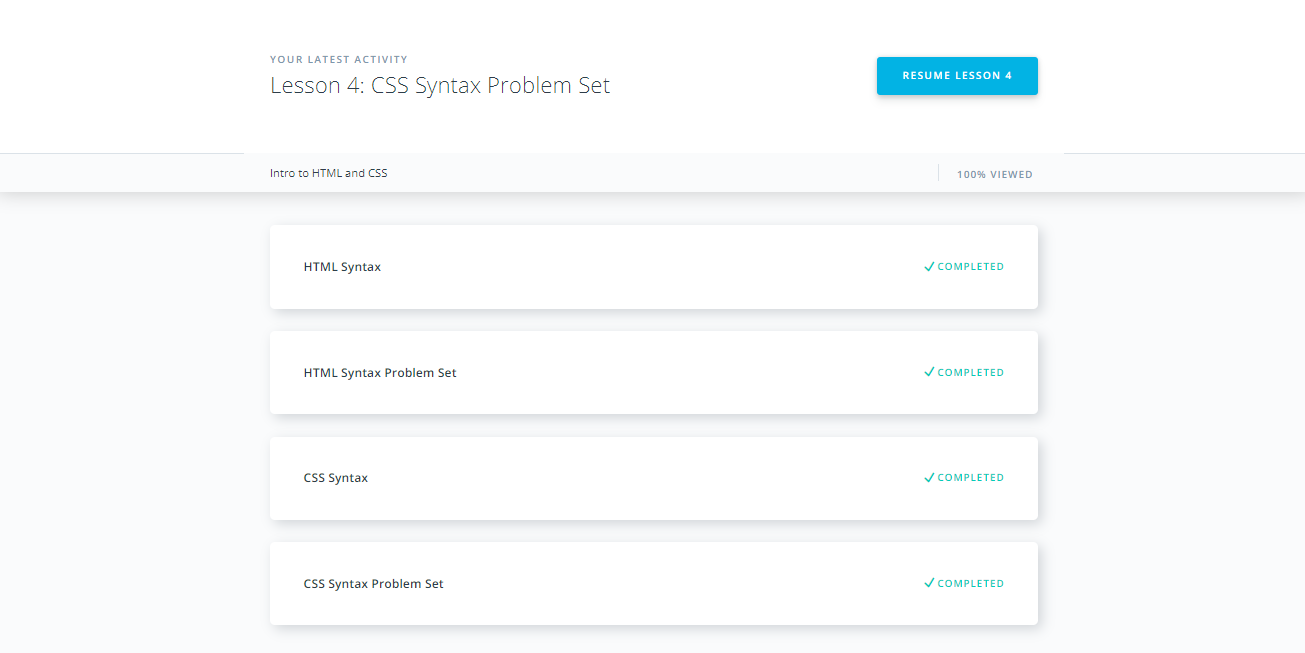 YOUR LATEST ACTIVITY
Lesson 4: CSS Syntax Problem Set
RESUME LESSON 4
Intro to HTML and CSS
100% VIEWED
HTML Syntax
COMPLETED
HTML Syntax Problem Set
COMPLETED
CSS Syntax
COMPLETED
CSS Syntax Problem Set
COMPLETED